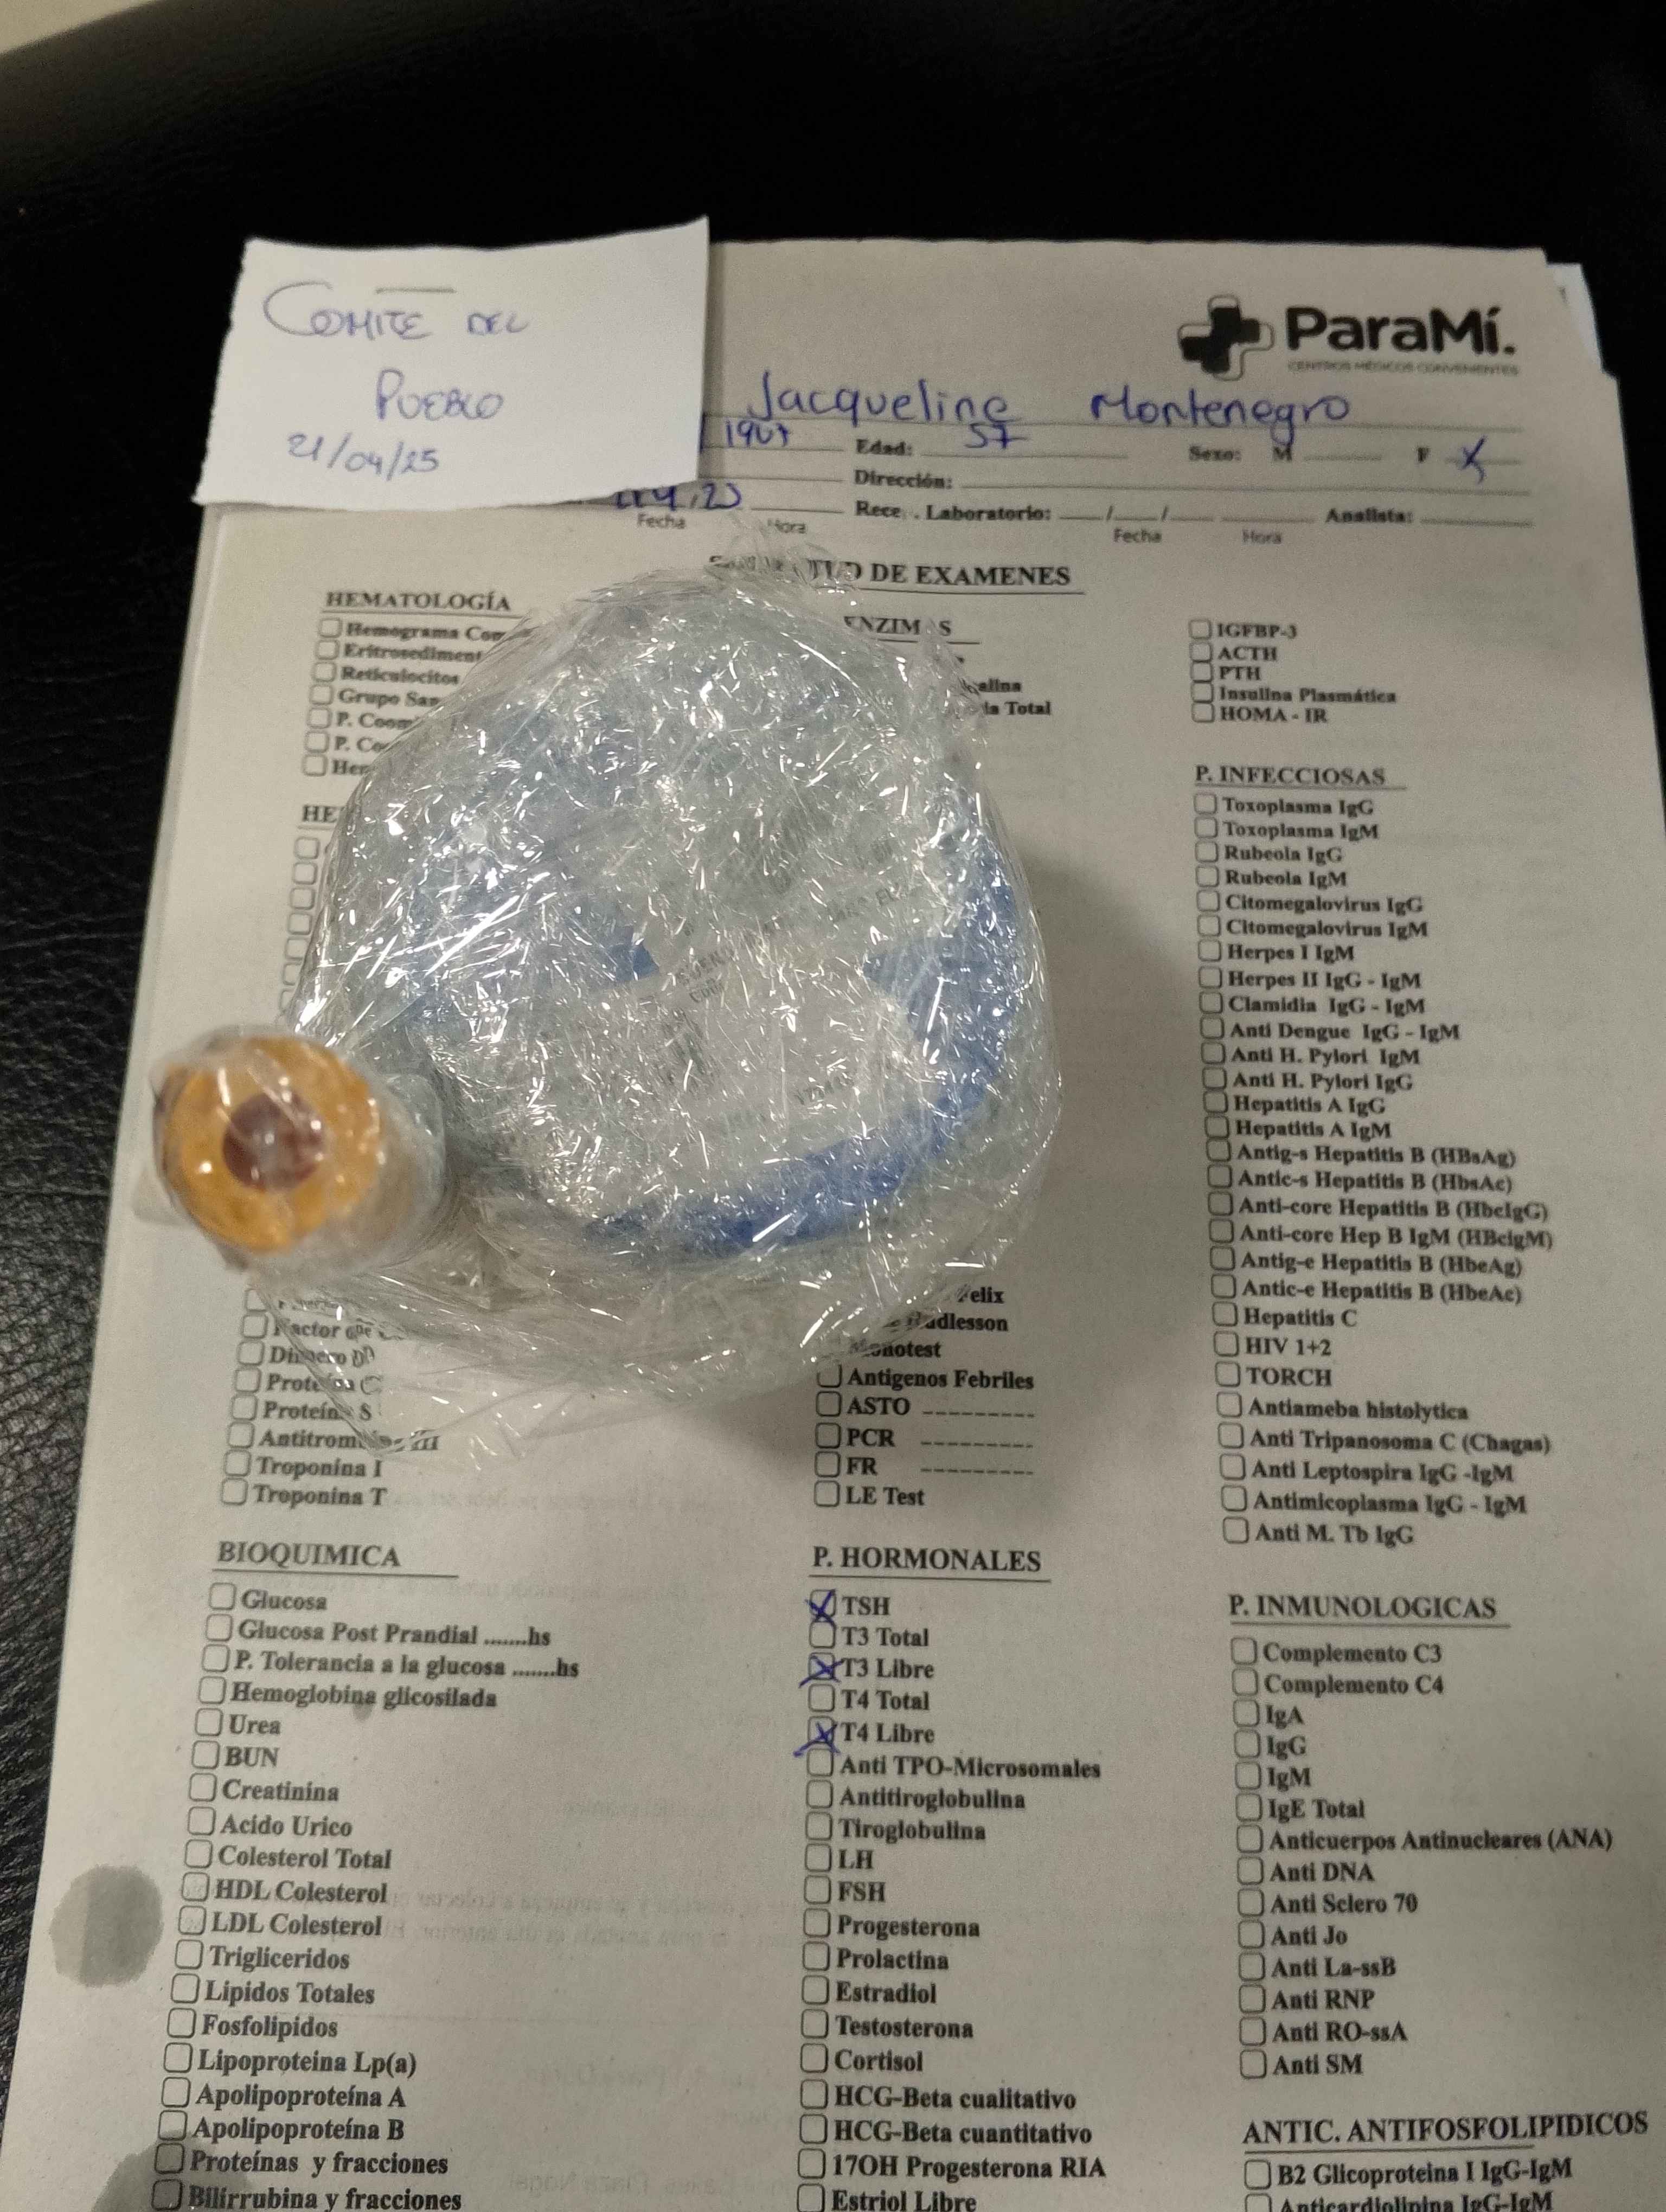 COMITE DEL
PUEBLO
21/04/25
ParaMí.
CENTROS MÉDICOS CONVENIENTES
Jacqueline Montenegro
Edad: 57 Sexo: M F X
Dirección:
Laboratorio: / / Analista:
Fecha Hora Fecha Hora
DE EXAMENES
HEMATOLOGÍA
Hemograma
Reticulocitos
Grupo
P.
P.
BIOQUIMICA
Glucosa
Glucosa Post Prandial .......hs
P. Tolerancia a la glucosa .......hs
Hemoglobina glicosilada
Urea
BUN
Creatinina
Acido Urico
Colesterol Total
HDL Colesterol
LDL Colesterol
Trigliceridos
Lipidos Totales
Fosfolipidos
Lipoproteina Lp(a)
Apolipoproteína A
Apolipoproteína B
Proteínas y fracciones
Bilirrubina y fracciones
Proteína S
Troponina I
Troponina T
Total
Antigenos Febriles
ASTO ----------
PCR ----------
FR ----------
LE Test
P. HORMONALES
TSH
T3 Total
T3 Libre
T4 Total
T4 Libre
Anti TPO-Microsomales
Antitiroglobulina
Tiroglobulina
LH
FSH
Progesterona
Prolactina
Estradiol
Testosterona
Cortisol
HCG-Beta cualitativo
HCG-Beta cuantitativo
17OH Progesterona RIA
Estriol Libre
IGFBP-3
ACTH
PTH
Insulina Plasmática
HOMA - IR
P. INFECCIOSAS
Toxoplasma IgG
Toxoplasma IgM
Rubeola IgG
Rubeola IgM
Citomegalovirus IgG
Citomegalovirus IgM
Herpes I IgM
Herpes II IgG - IgM
Clamidia IgG - IgM
Anti Dengue IgG - IgM
Anti H. Pylori IgM
Anti H. Pylori IgG
Hepatitis A IgG
Hepatitis A IgM
Antig-s Hepatitis B (HBsAg)
Antic-s Hepatitis B (HbsAc)
Anti-core Hepatitis B (HbcIgG)
Anti-core Hep B IgM (HBcIgM)
Antig-e Hepatitis B (HbeAg)
Antic-e Hepatitis B (HbeAc)
Hepatitis C
HIV 1+2
TORCH
Antiameba histolytica
Anti Tripanosoma C (Chagas)
Anti Leptospira IgG -IgM
Antimicoplasma IgG - IgM
Anti M. Tb IgG
P. INMUNOLOGICAS
Complemento C3
Complemento C4
IgA
IgG
IgM
IgE Total
Anticuerpos Antinucleares (ANA)
Anti DNA
Anti Sclero 70
Anti Jo
Anti La-ssB
Anti RNP
Anti RO-ssA
Anti SM
ANTIC. ANTIFOSFOLIPIDICOS
B2 Glicoproteina I IgG-IgM
Anticardiolipina IgG-IgM